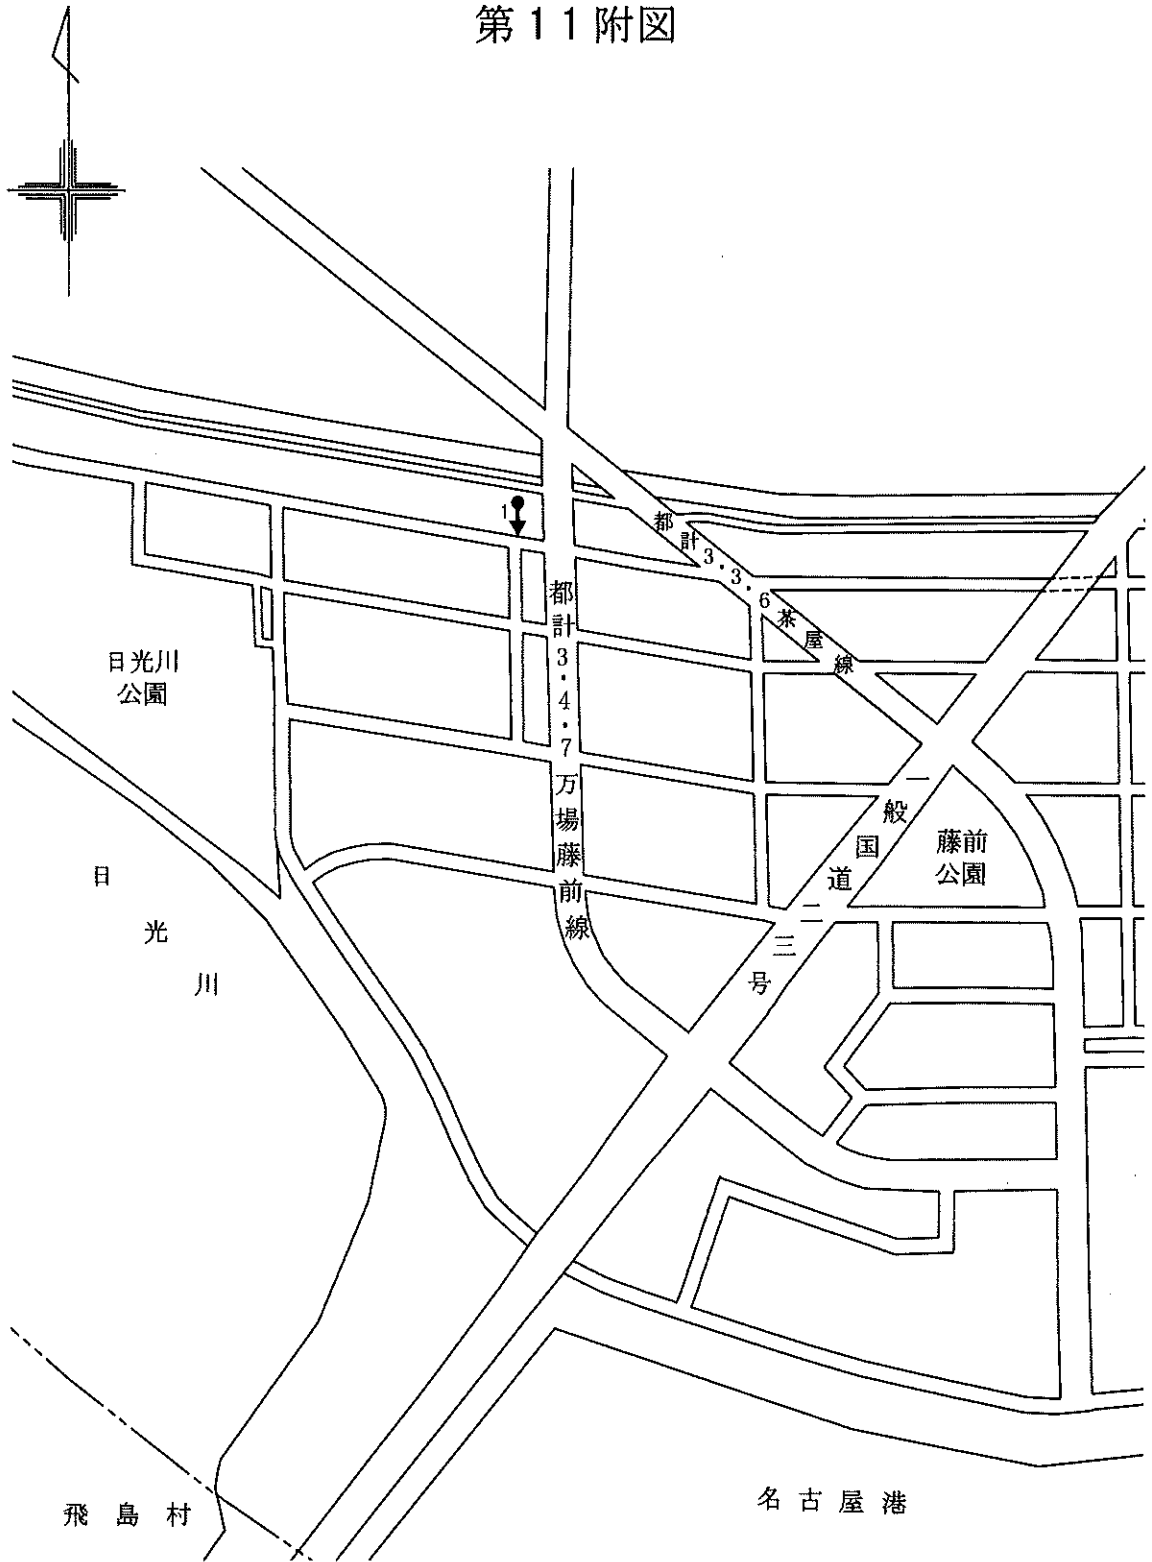 第11附図
1
都計3・3・6茶屋線
都計3・4・7万場藤前線
日光川
公園
一般国道二三号
藤前
公園
日光川
飛島村
名古屋港